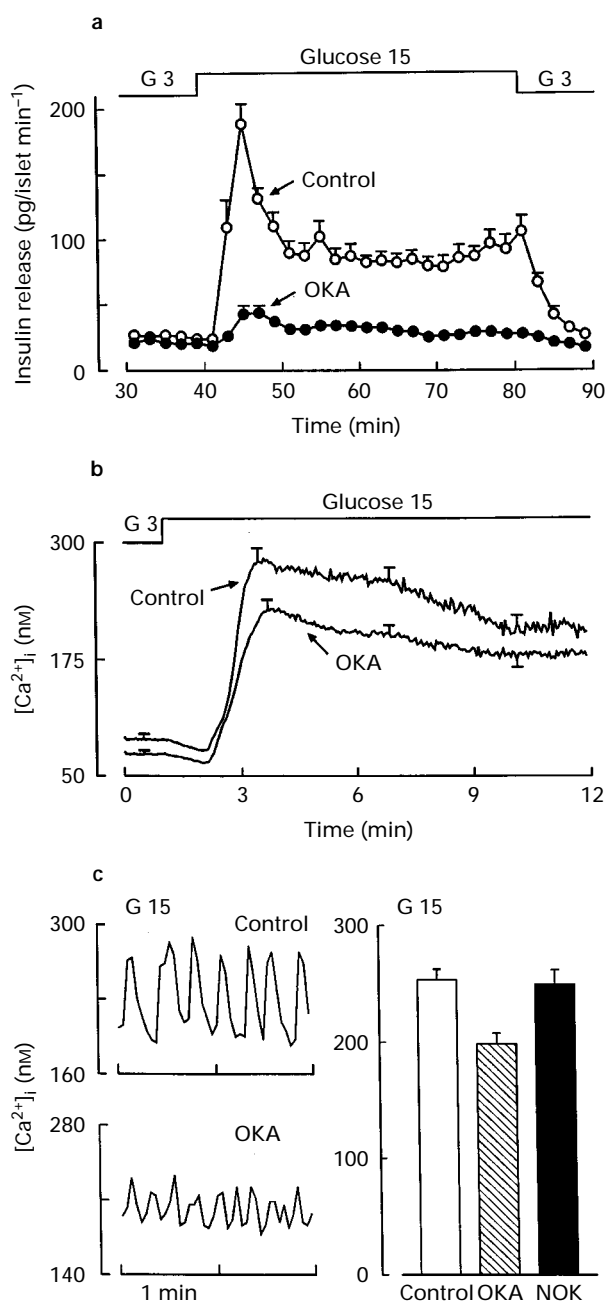 a
Glucose 15
G 3
G 3
Insulin release (pg/islet min⁻¹)
200
100
0
Control
OKA
30 40 50 60 70 80 90
Time (min)
b
Glucose 15
G 3
[Ca²⁺]ᵢ (nM)
300
175
50
Control
OKA
0 3 6 9 12
Time (min)
c
G 15
Control
300
160
[Ca²⁺]ᵢ (nM)
280
OKA
140
1 min
G 15
300
200
100
0
Control OKA NOK